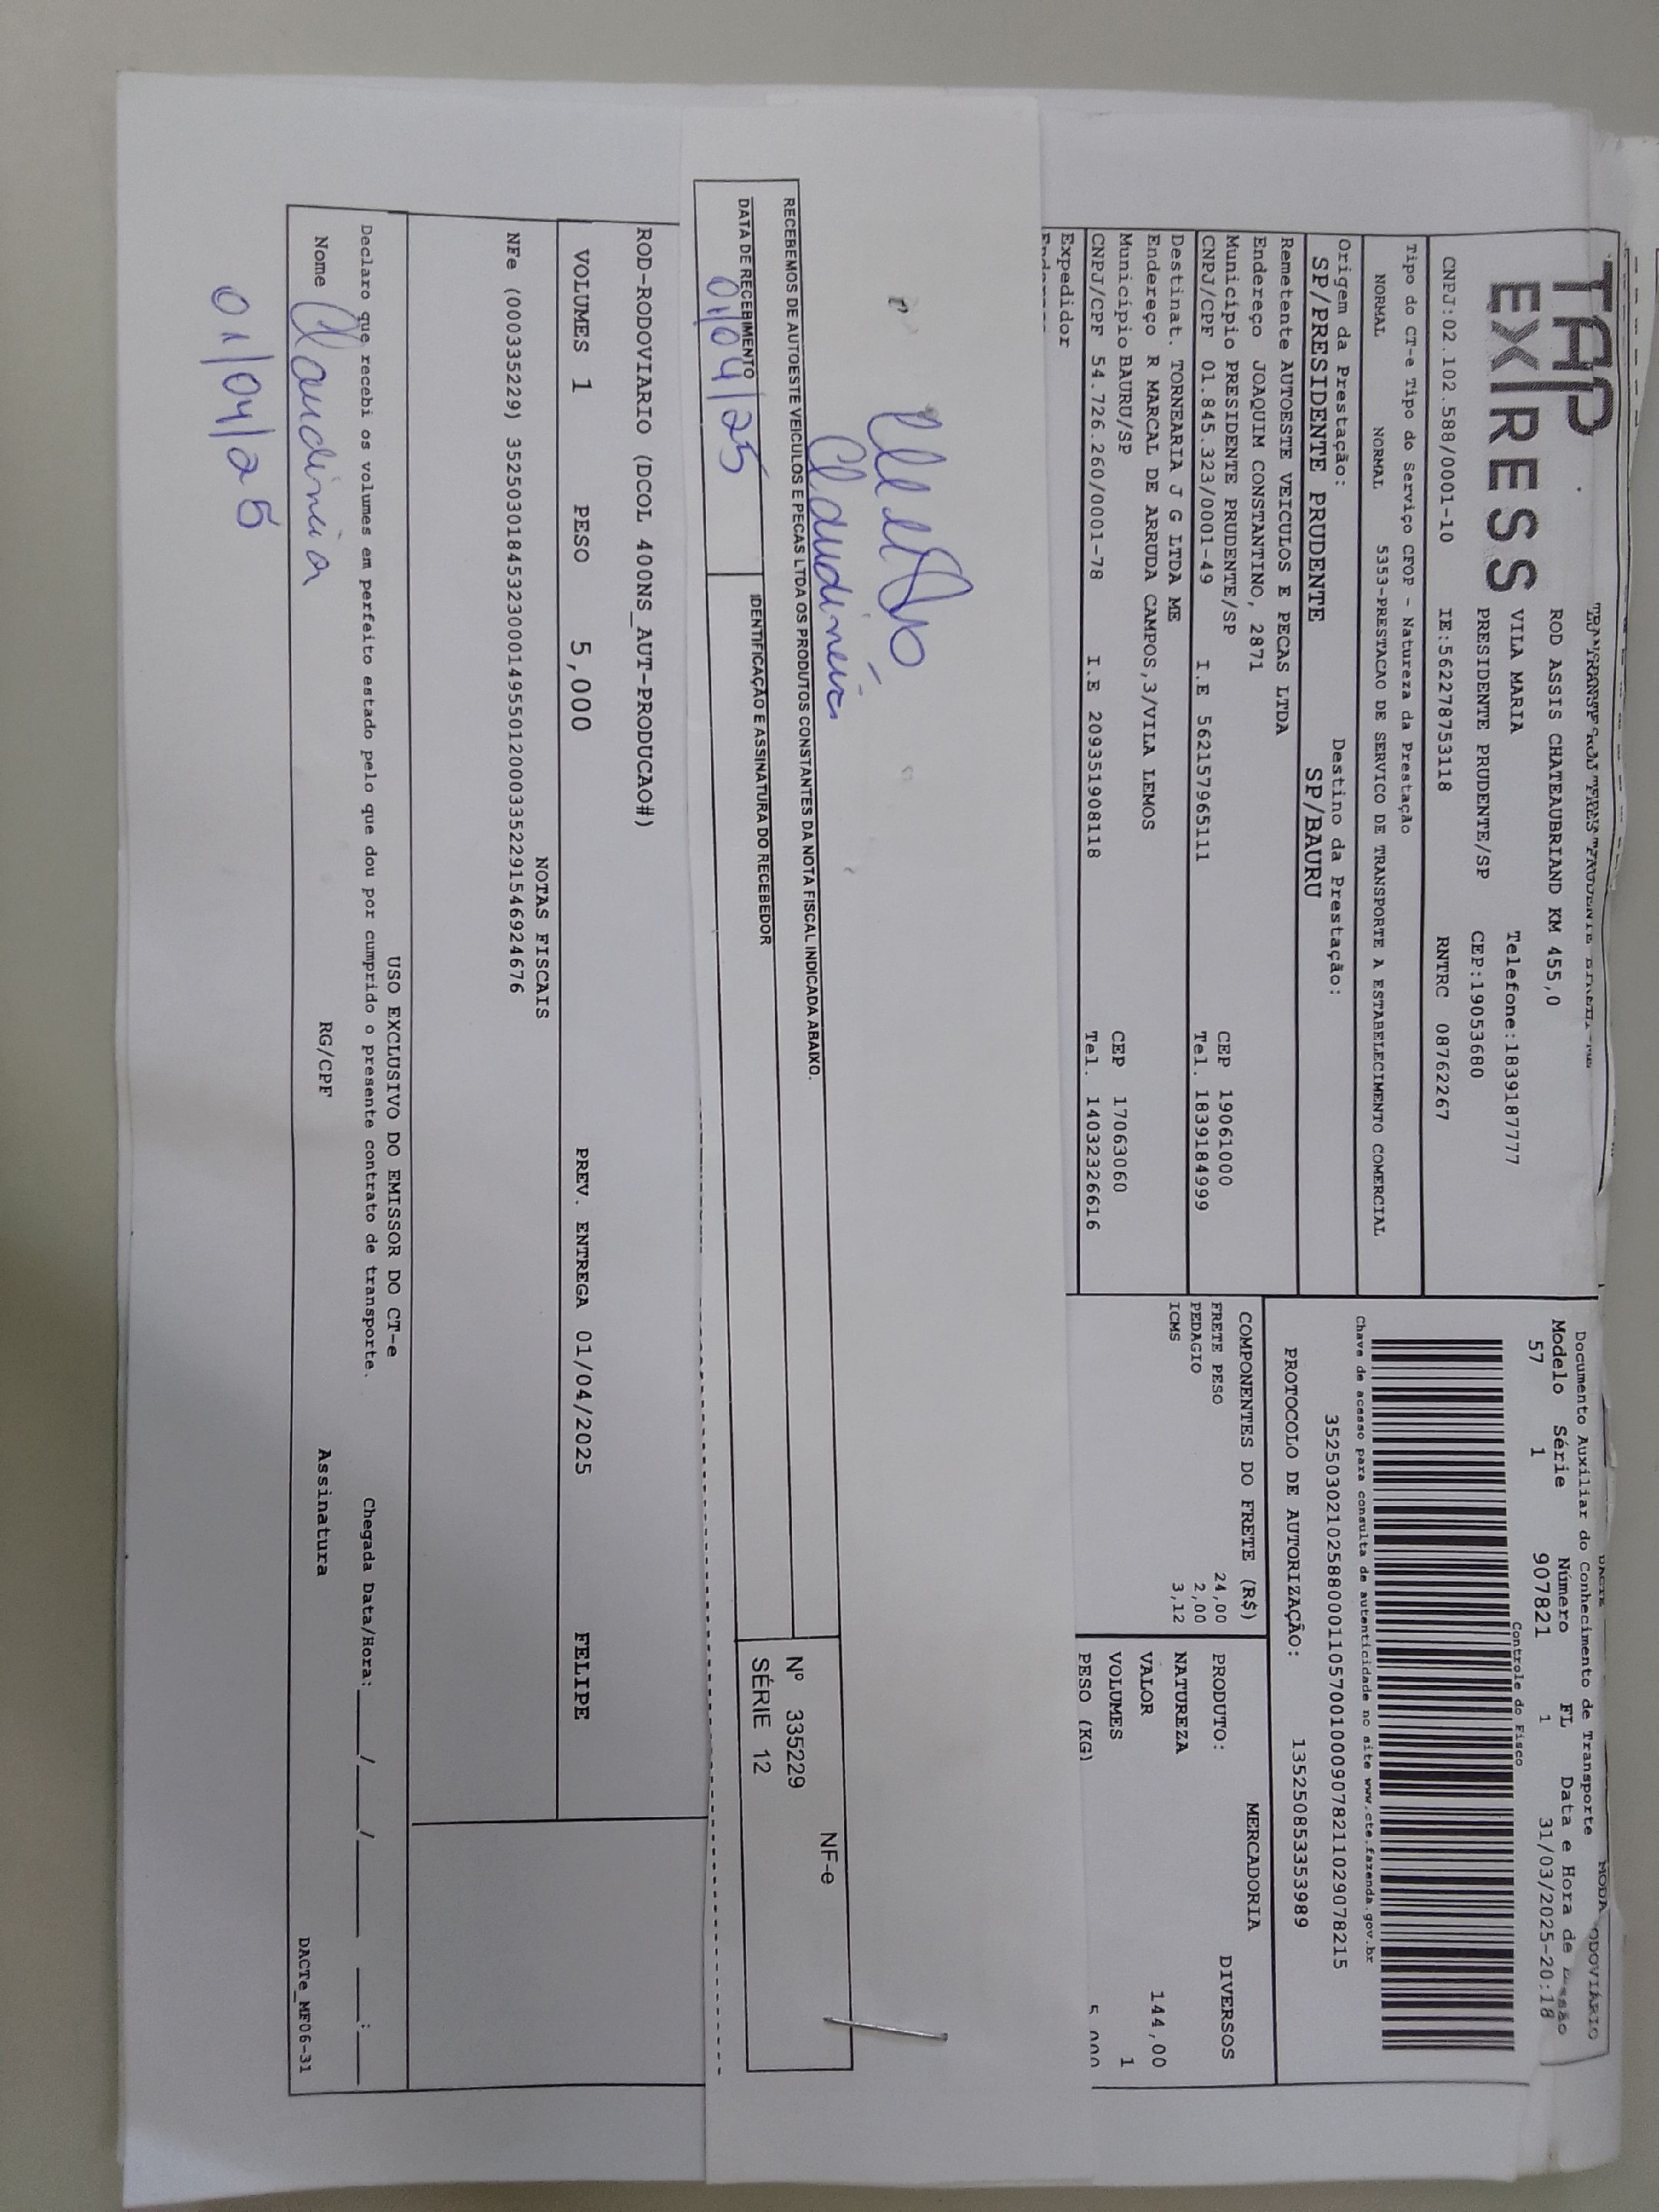 TAP
EXPRESS
ROD ASSIS CHATEAUBRIAND KM 455,0
VILA MARIA Telefone:1839187777
PRESIDENTE PRUDENTE/SP CEP:19053680
CNPJ:02.102.588/0001-10 IE:562278753118 RNTRC 08762267
Documento Auxiliar do Conhecimento de Transporte
Modelo Série Número FL Data e Hora de
57 1 907821 1 31/03/2025-20:18
Controle do Fisco
Chave de acesso para consulta de autenticidade no site www.cte.fazenda.gov.br
35250302102588000110570010009078211029078215
PROTOCOLO DE AUTORIZAÇÃO: 135250853353989
Tipo do CT-e Tipo do Serviço CFOP - Natureza da Prestação
NORMAL NORMAL 5353-PRESTACAO DE SERVICO DE TRANSPORTE A ESTABELECIMENTO COMERCIAL
Origem da Prestação: Destino da Prestação:
SP/PRESIDENTE PRUDENTE SP/BAURU
Remetente AUTOESTE VEICULOS E PECAS LTDA
Endereço JOAQUIM CONSTANTINO, 2871
Município PRESIDENTE PRUDENTE/SP CEP 19061000
CNPJ/CPF 01.845.323/0001-49 I.E 562157965111 Tel. 1839184999
Destinat. TORNEARIA J G LTDA ME
Endereço R MARCAL DE ARRUDA CAMPOS,3/VILA LEMOS
Município BAURU/SP CEP 17063060
CNPJ/CPF 54.726.260/0001-78 I.E 209351908118 Tel. 14032326616
Expedidor
COMPONENTES DO FRETE (R$)
FRETE PESO 24,00
PEDAGIO 2,00
ICMS 3,12
MERCADORIA
PRODUTO: DIVERSOS
NATUREZA
VALOR 144,00
VOLUMES 1
PESO (KG) 5,000
Claudinéia
RECEBEMOS DE AUTOESTE VEICULOS E PECAS LTDA OS PRODUTOS CONSTANTES DA NOTA FISCAL INDICADA ABAIXO.
DATA DE RECEBIMENTO IDENTIFICAÇÃO E ASSINATURA DO RECEBEDOR
01/04/25
NF-e
Nº 335229
SÉRIE 12
ROD-RODOVIARIO (DCOL 400NS_AUT-PRODUCAO#)
VOLUMES 1 PESO 5,000 PREV. ENTREGA 01/04/2025 FELIPE
NOTAS FISCAIS
NFe (000335229) 35250301845323000149550120003352291546924676
USO EXCLUSIVO DO EMISSOR DO CT-e
Declaro que recebi os volumes em perfeito estado pelo que dou por cumprido o presente contrato de transporte. Chegada Data/Hora:___/___/___ __:__
Nome Claudineia RG/CPF Assinatura
DACTe_MF06-31
01/04/25